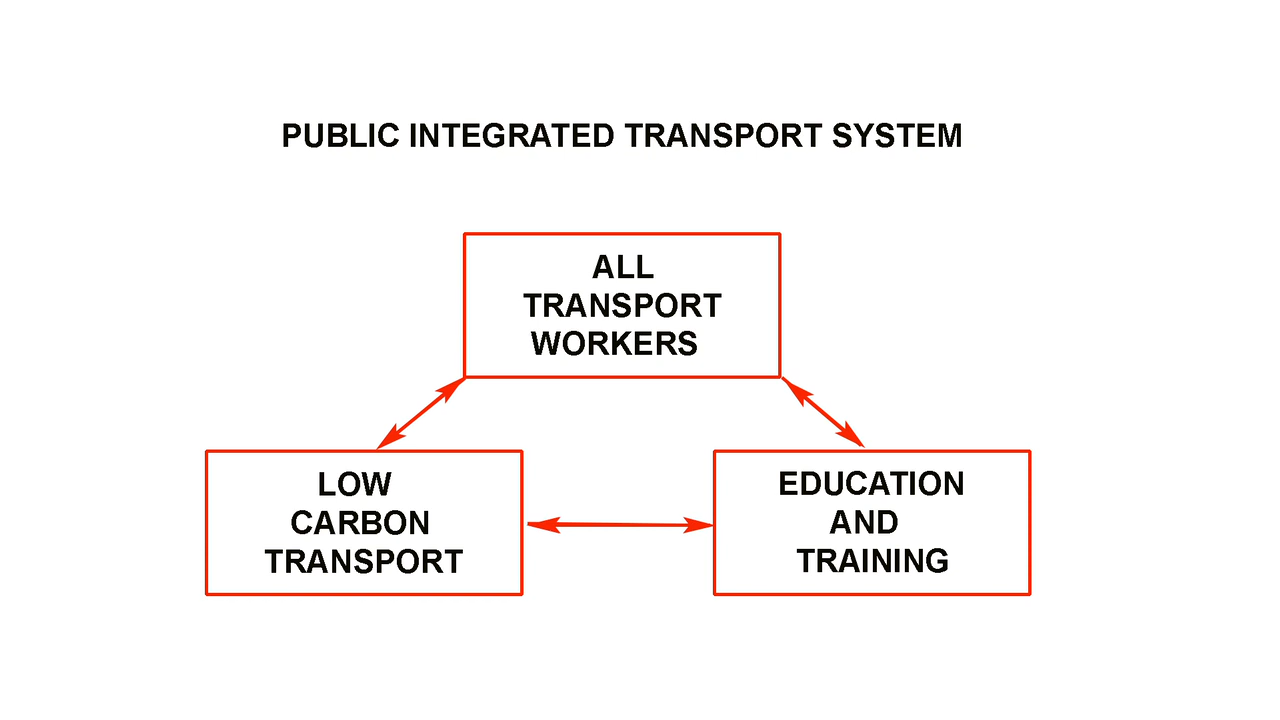 PUBLIC INTEGRATED TRANSPORT SYSTEM
ALL
TRANSPORT
WORKERS
LOW
CARBON
TRANSPORT
EDUCATION
AND
TRAINING